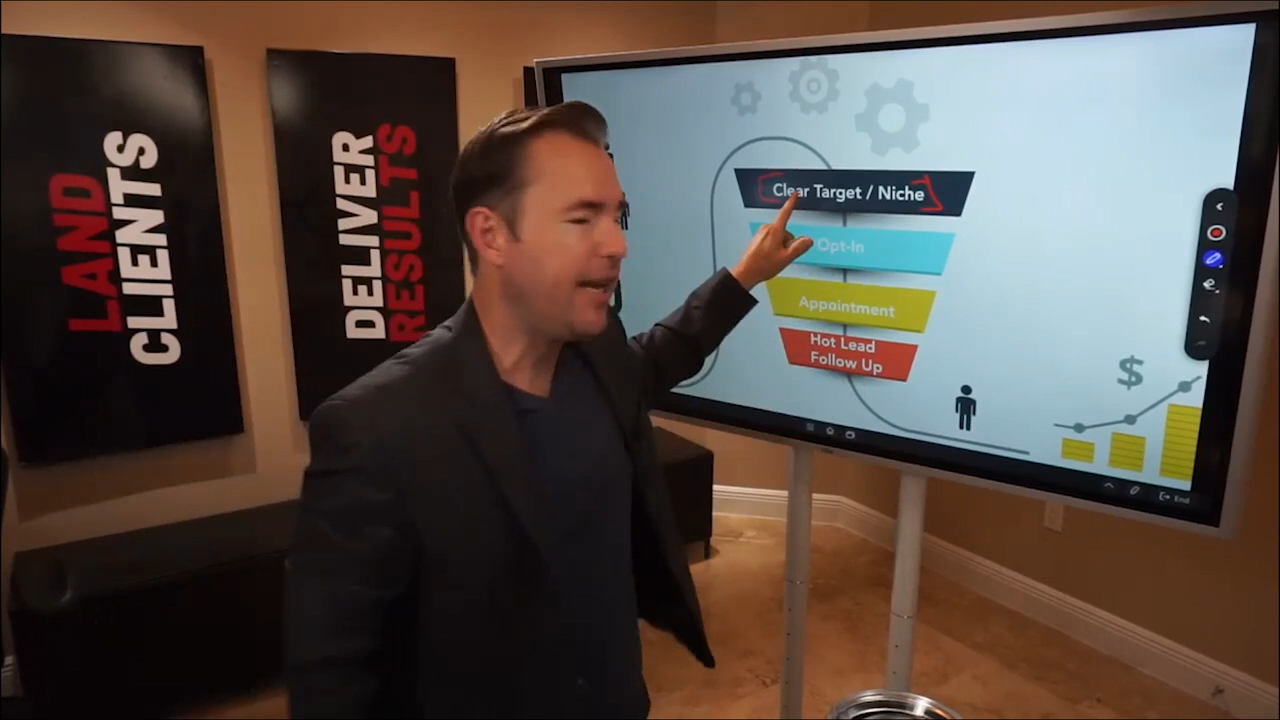 LAND
CLIENTS
DELIVER
RESULTS
Clear Target / Niche
Opt-In
Appointment
Hot Lead
Follow Up
$
End